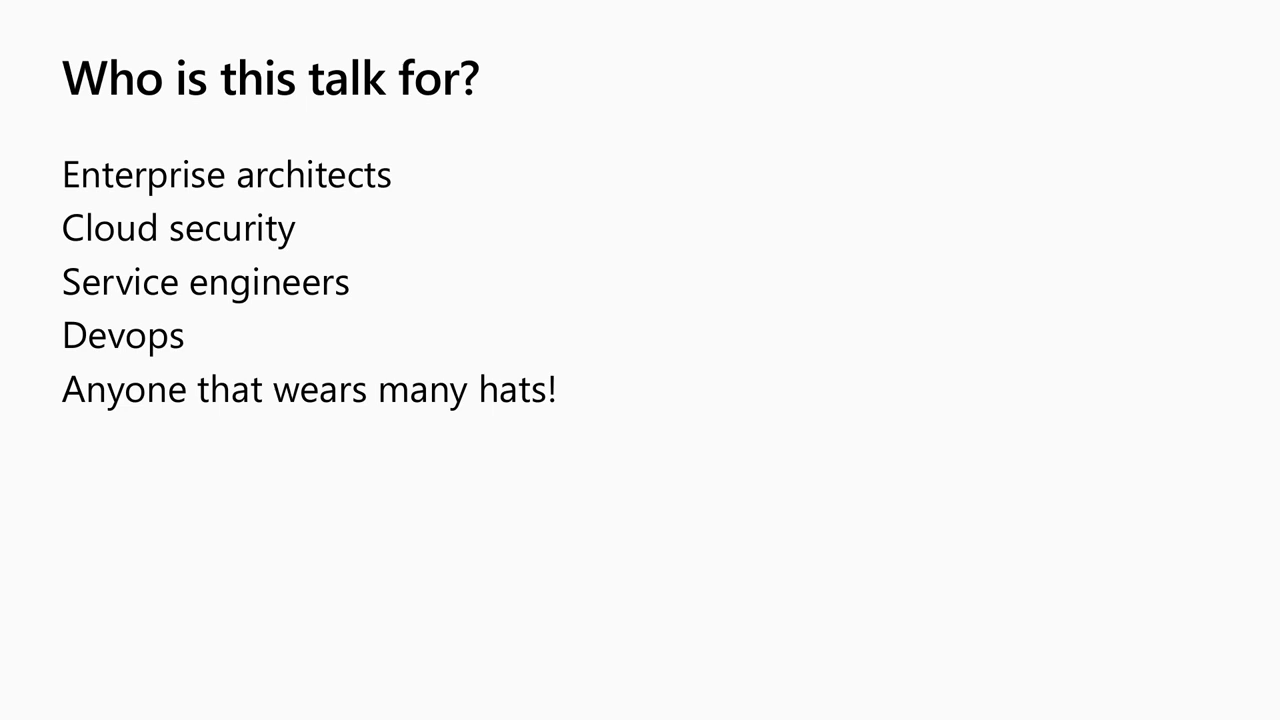 Who is this talk for?
Enterprise architects
Cloud security
Service engineers
Devops
Anyone that wears many hats!